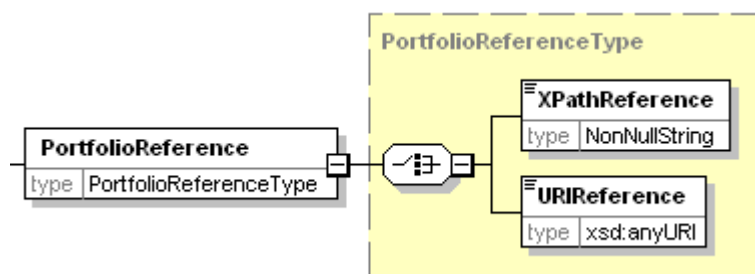 PortfolioReferenceType
XPathReference
type NonNullString
PortfolioReference
type PortfolioReferenceType
URIReference
type xsd:anyURI